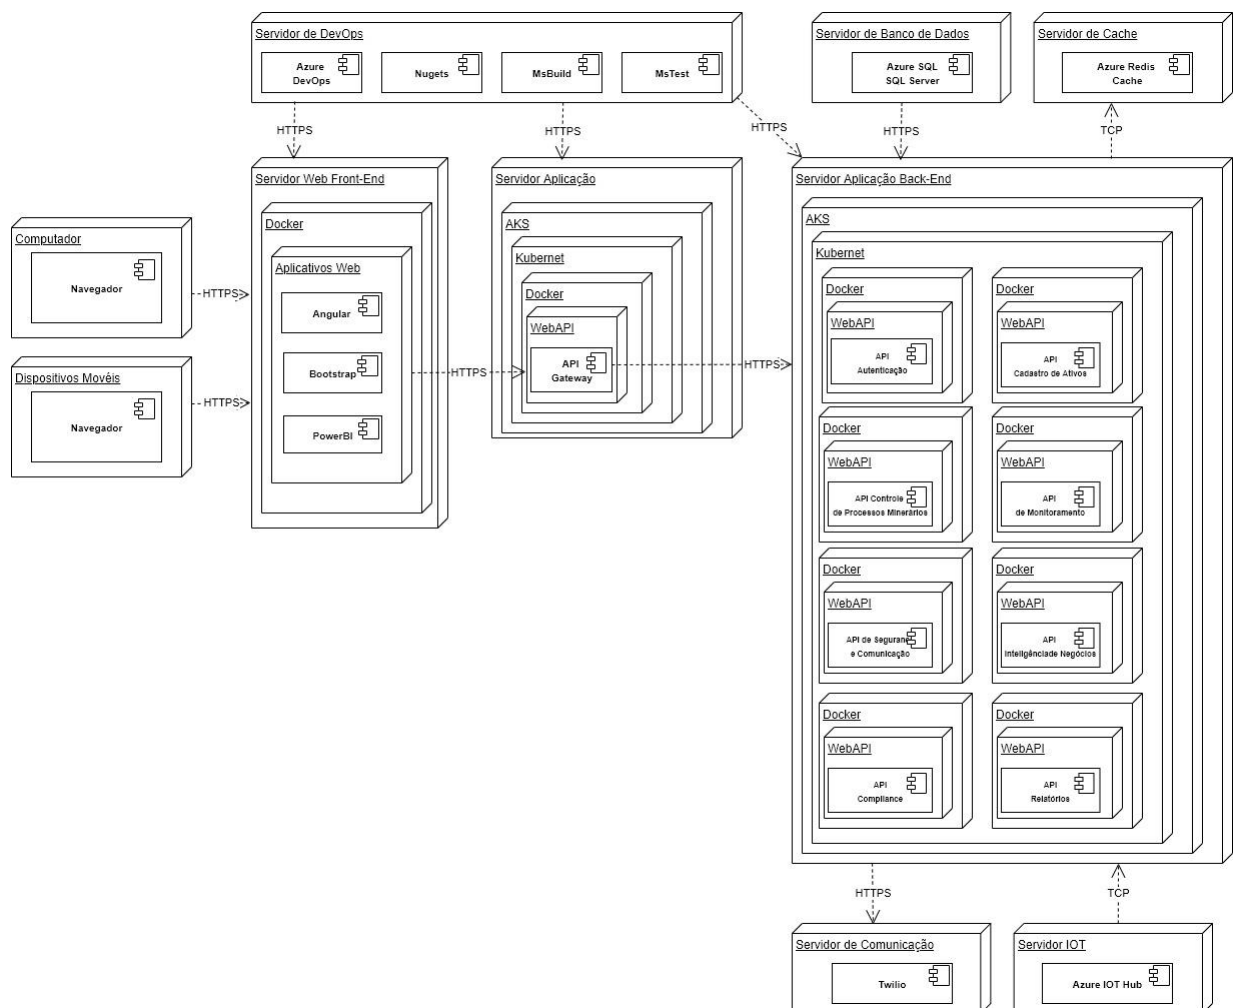 Servidor de DevOps
Azure
DevOps
Nugets
MsBuild
MsTest
Servidor de Banco de Dados
Azure SQL
SQL Server
Servidor de Cache
Azure Redis
Cache
HTTPS
HTTPS
HTTPS
HTTPS
TCP
Computador
Navegador
HTTPS
Dispositivos Movéis
Navegador
HTTPS
Servidor Web Front-End
Docker
Aplicativos Web
Angular
Bootstrap
PowerBI
HTTPS
Servidor Aplicação
AKS
Kubernet
Docker
WebAPI
API
Gateway
HTTPS
Servidor Aplicação Back-End
AKS
Kubernet
Docker
WebAPI
API
Autenticação
Docker
WebAPI
API
Cadastro de Ativos
Docker
WebAPI
API Controle
de Processos Minerários
Docker
WebAPI
API
de Monitoramento
Docker
WebAPI
API de Seguran
e Comunicação
Docker
WebAPI
API
Inteligênciade Negócios
Docker
WebAPI
API
Compliance
Docker
WebAPI
API
Relatórios
HTTPS
TCP
Servidor de Comunicação
Twilio
Servidor IOT
Azure IOT Hub